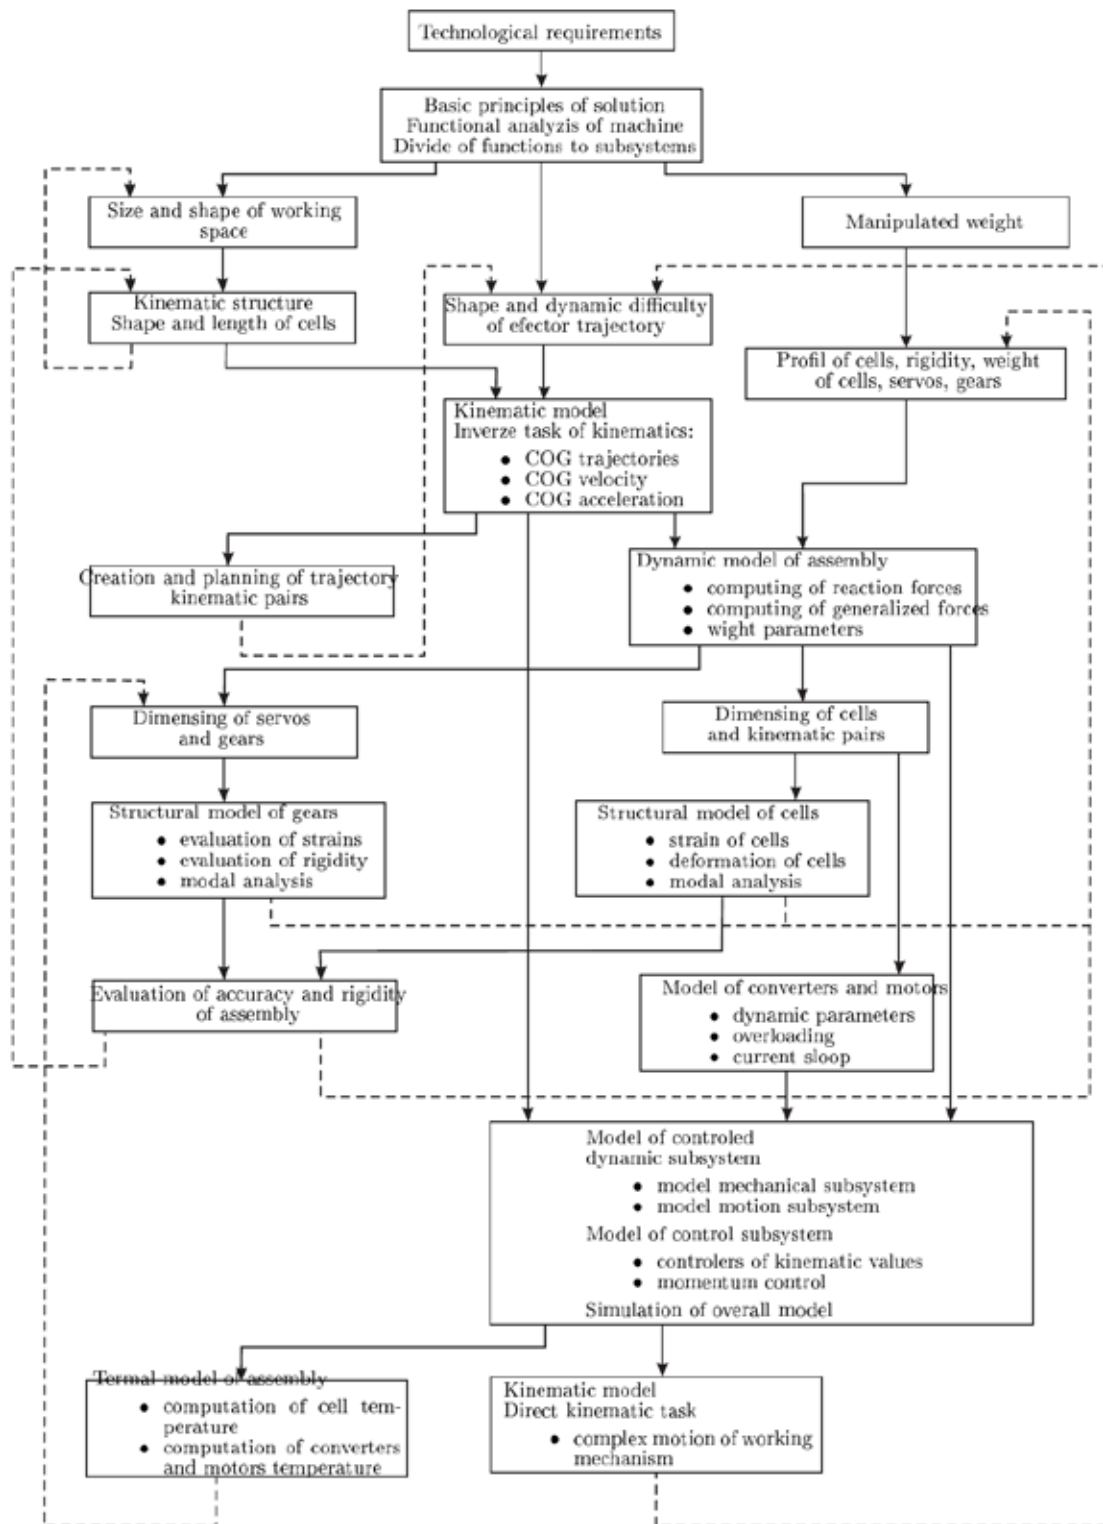 Technological requirements
Basic principles of solution
Functional analyzis of machine
Divide of functions to subsystems
Size and shape of working
space
Manipulated weight
Kinematic structure
Shape and length of cells
Shape and dynamic difficulty
of efector trajectory
Profil of cells, rigidity, weight
of cells, servos, gears
Kinematic model
Inverze task of kinematics:
● COG trajectories
● COG velocity
● COG acceleration
Creation and planning of trajectory
kinematic pairs
Dynamic model of assembly
● computing of reaction forces
● computing of generalized forces
● wight parameters
Dimensing of servos
and gears
Dimensing of cells
and kinematic pairs
Structural model of gears
● evaluation of strains
● evaluation of rigidity
● modal analysis
Structural model of cells
● strain of cells
● deformation of cells
● modal analysis
Evaluation of accuracy and rigidity
of assembly
Model of converters and motors
● dynamic parameters
● overloading
● current sloop
Model of controled
dynamic subsystem
● model mechanical subsystem
● model motion subsystem
Model of control subsystem
● controlers of kinematic values
● momentum control
Simulation of overall model
Termal model of assembly
● computation of cell tem-
perature
● computation of converters
and motors temperature
Kinematic model
Direct kinematic task
● complex motion of working
mechanism